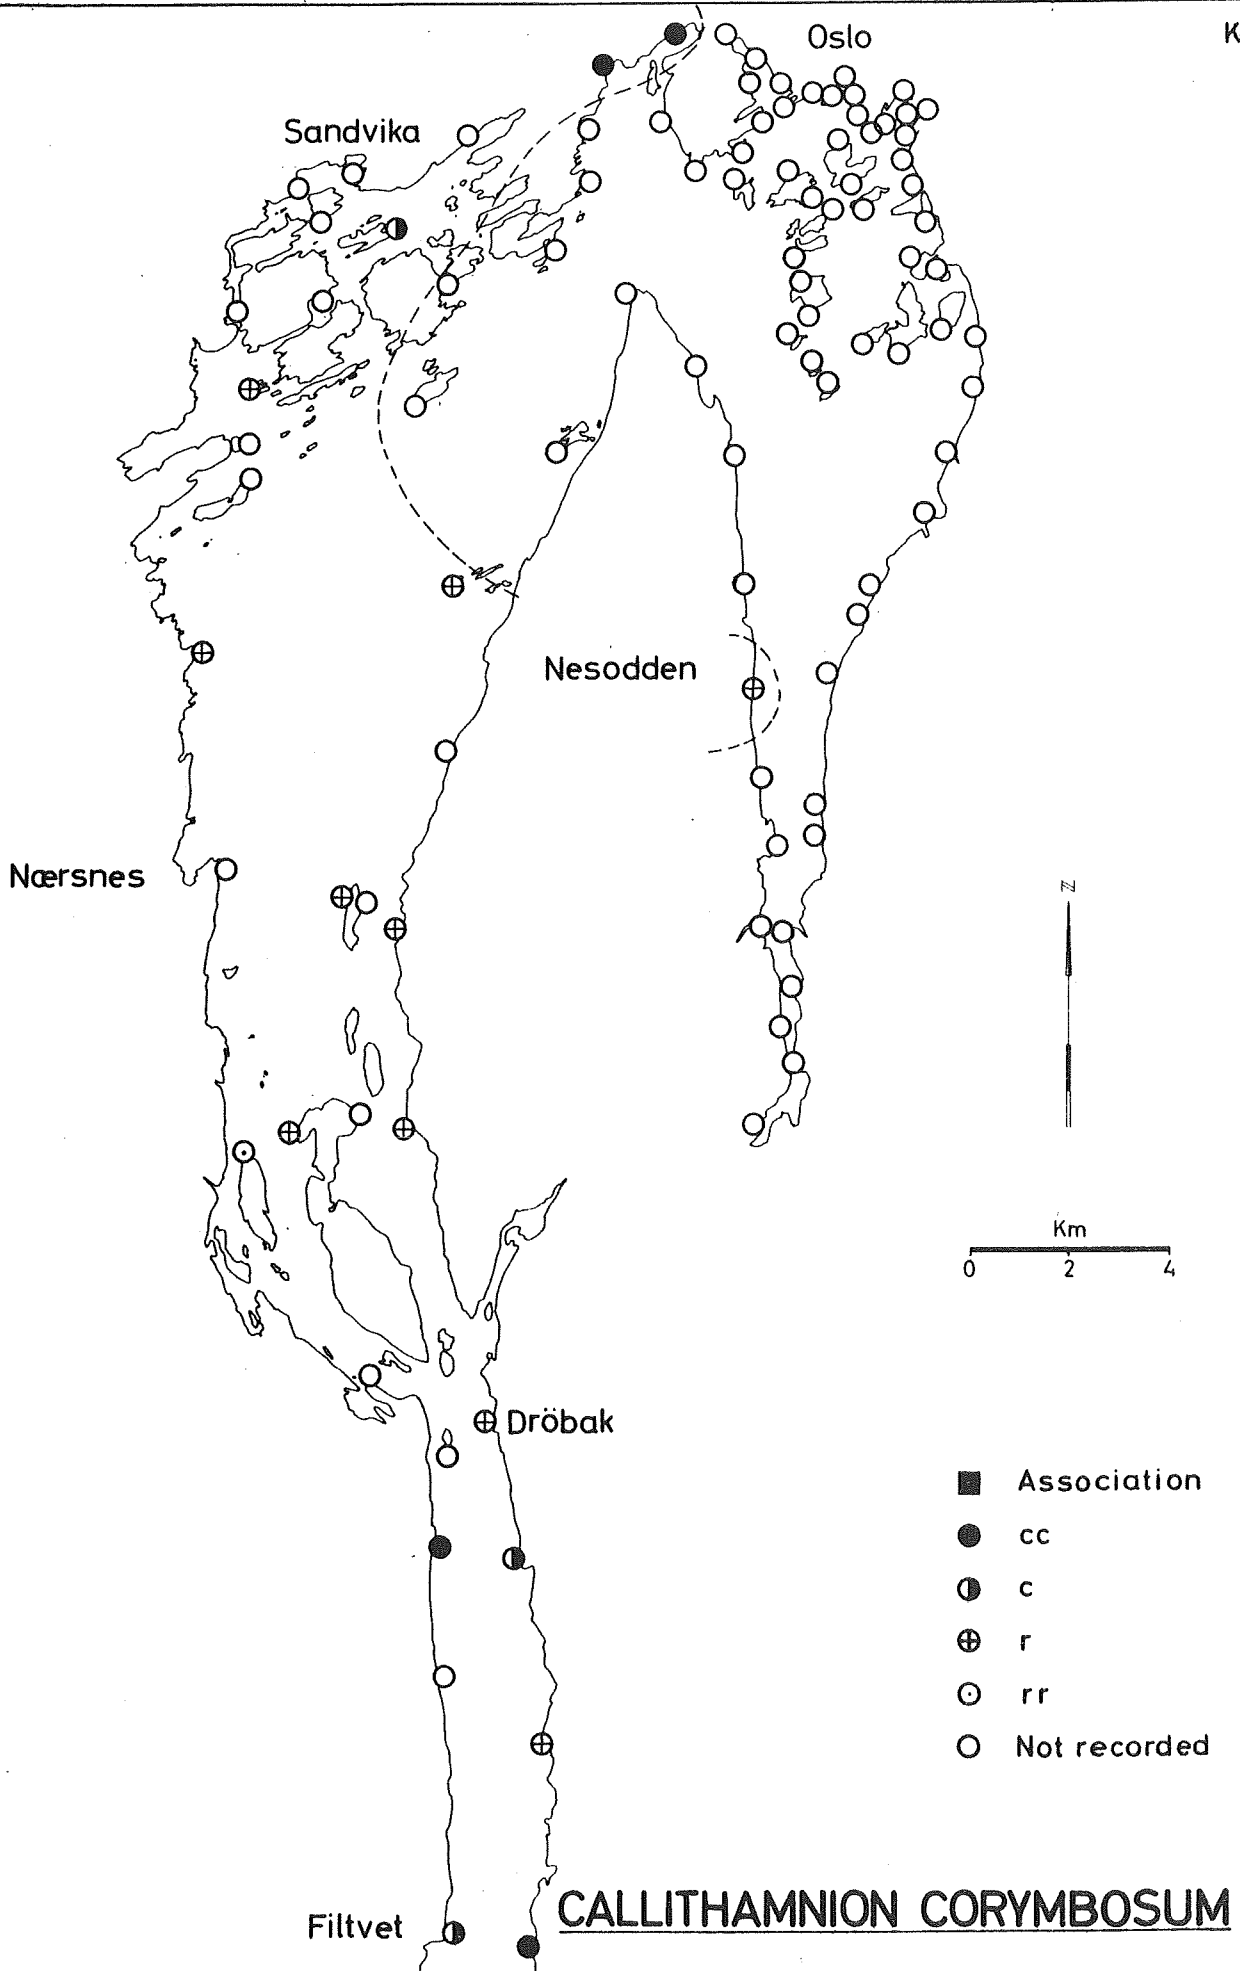 Oslo
K
Sandvika
Nesodden
Nærsnes
N
Km
0 2 4
Dröbak
Association
cc
c
r
rr
Not recorded
Filtvet
CALLITHAMNION CORYMBOSUM